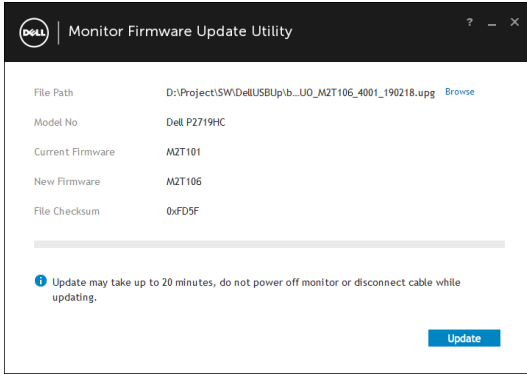 DELL Monitor Firmware Update Utility ? _ X
File Path D:\Project\SW\DellUSBUp\b...UO_M2T106_4001_190218.upg Browse
Model No Dell P2719HC
Current Firmware M2T101
New Firmware M2T106
File Checksum 0xFD5F
Update may take up to 20 minutes, do not power off monitor or disconnect cable while
updating.
Update